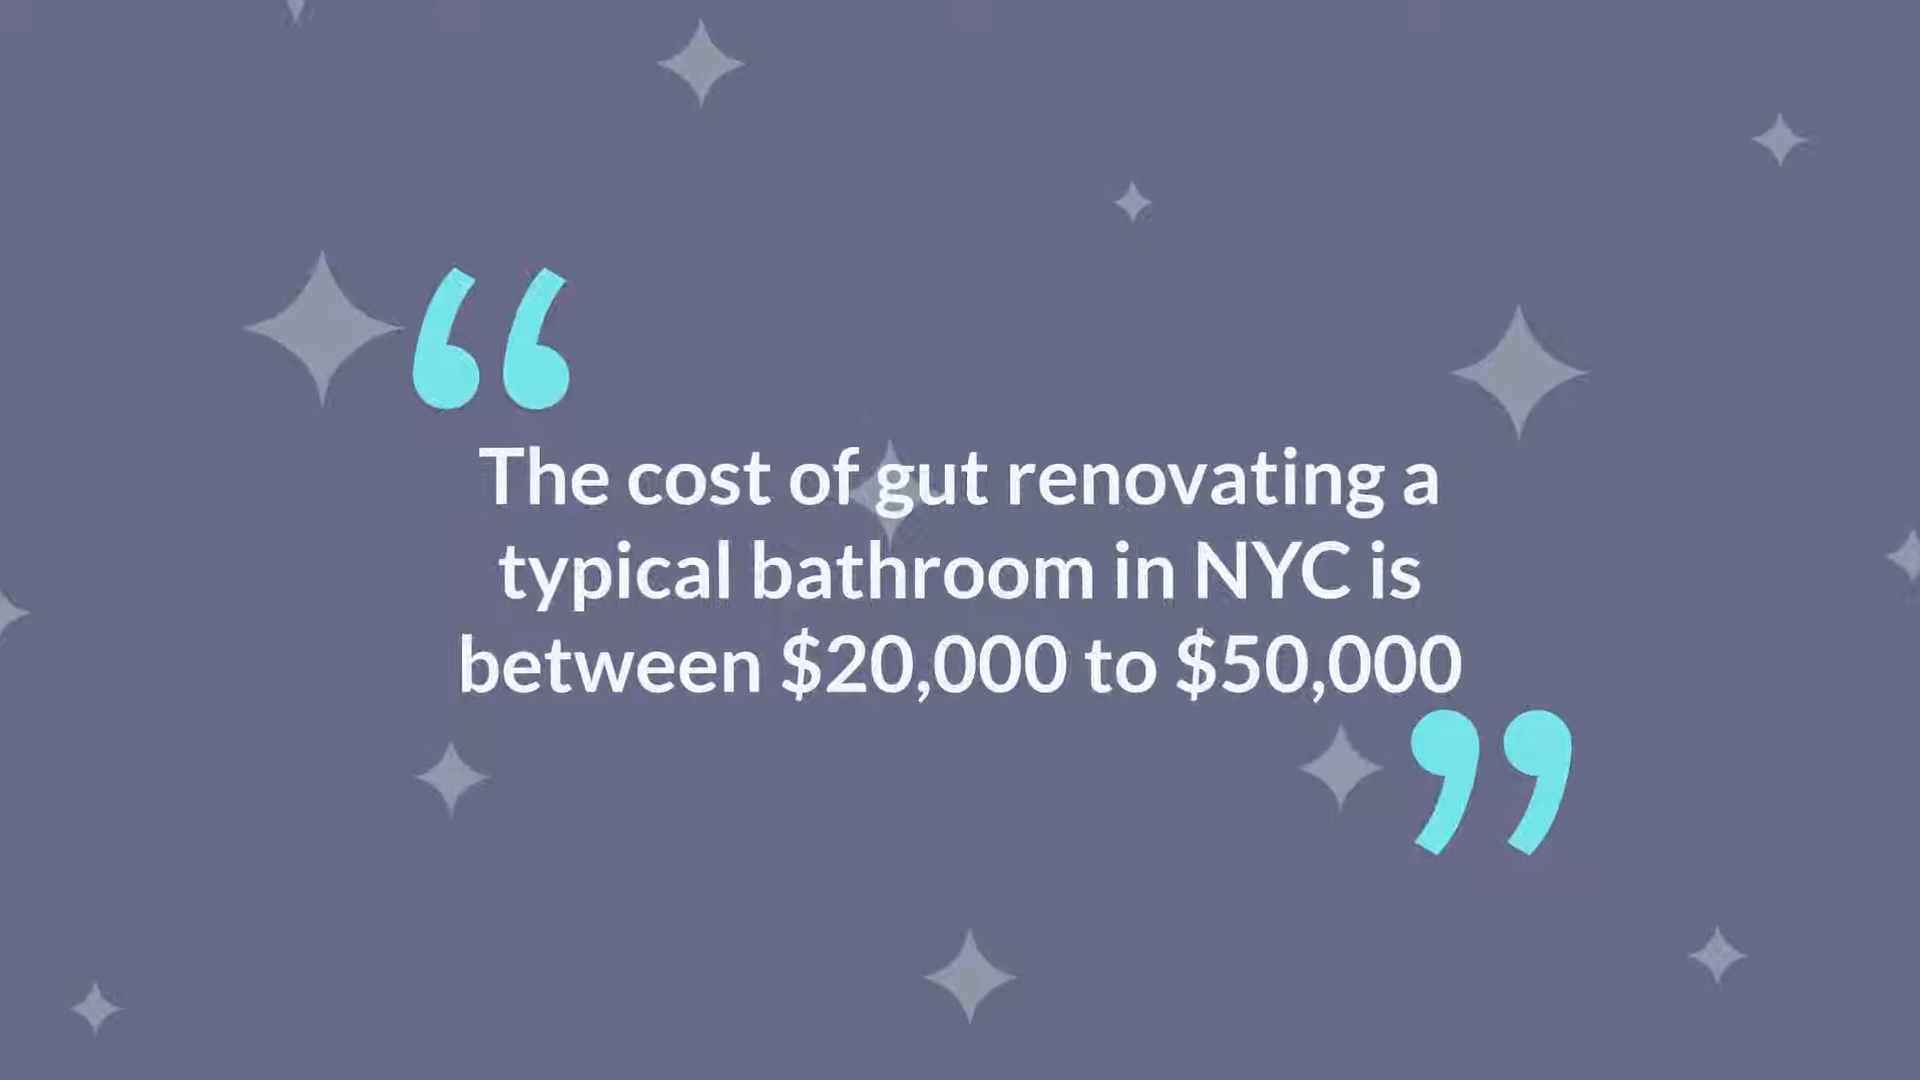 “
The cost of gut renovating a
typical bathroom in NYC is
between $20,000 to $50,000
”